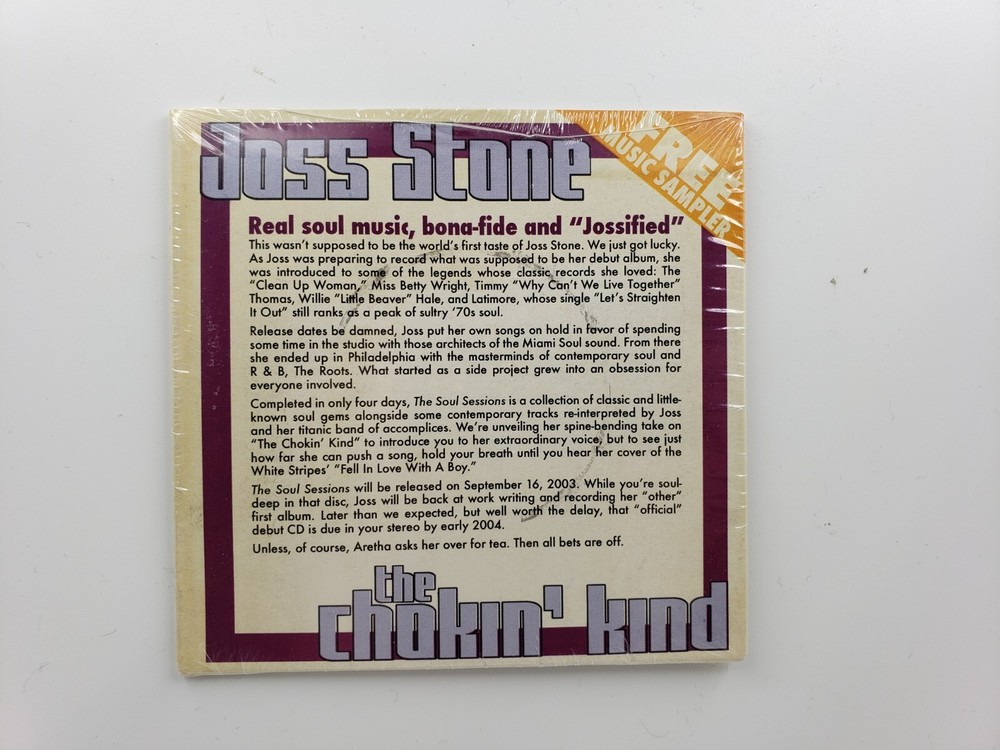 Joss Stone
FREE
MUSIC SAMPLER
Real soul music, bona-fide and “Jossified”
This wasn’t supposed to be the world’s first taste of Joss Stone. We just got lucky.
As Joss was preparing to record what was supposed to be her debut album, she
was introduced to some of the legends whose classic records she loved: The
“Clean Up Woman,” Miss Betty Wright, Timmy “Why Can’t We Live Together”
Thomas, Willie “Little Beaver” Hale, and Latimore, whose single “Let’s Straighten
It Out” still ranks as a peak of sultry ’70s soul.
Release dates be damned, Joss put her own songs on hold in favor of spending
some time in the studio with those architects of the Miami Soul sound. From there
she ended up in Philadelphia with the masterminds of contemporary soul and
R & B, The Roots. What started as a side project grew into an obsession for
everyone involved.
Completed in only four days, The Soul Sessions is a collection of classic and little-
known soul gems alongside some contemporary tracks re-interpreted by Joss
and her titanic band of accomplices. We’re unveiling her spine-bending take on
“The Chokin’ Kind” to introduce you to her extraordinary voice, but to see just
how far she can push a song, hold your breath until you hear her cover of the
White Stripes’ “Fell In Love With A Boy.”
The Soul Sessions will be released on September 16, 2003. While you’re soul-
deep in that disc, Joss will be back at work writing and recording her “other”
first album. Later than we expected, but well worth the delay, that “official”
debut CD is due in your stereo by early 2004.
Unless, of course, Aretha asks her over for tea. Then all bets are off.
the
chokin’ kind